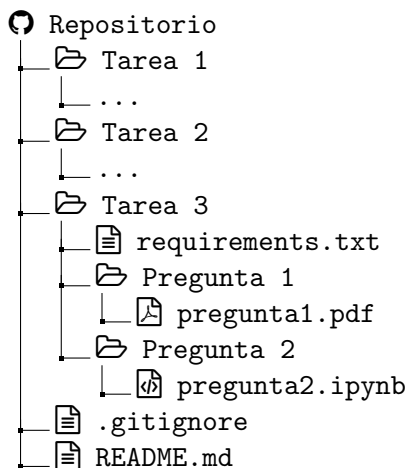 Repositorio
Tarea 1
...
Tarea 2
...
Tarea 3
requirements.txt
Pregunta 1
pregunta1.pdf
Pregunta 2
pregunta2.ipynb
.gitignore
README.md